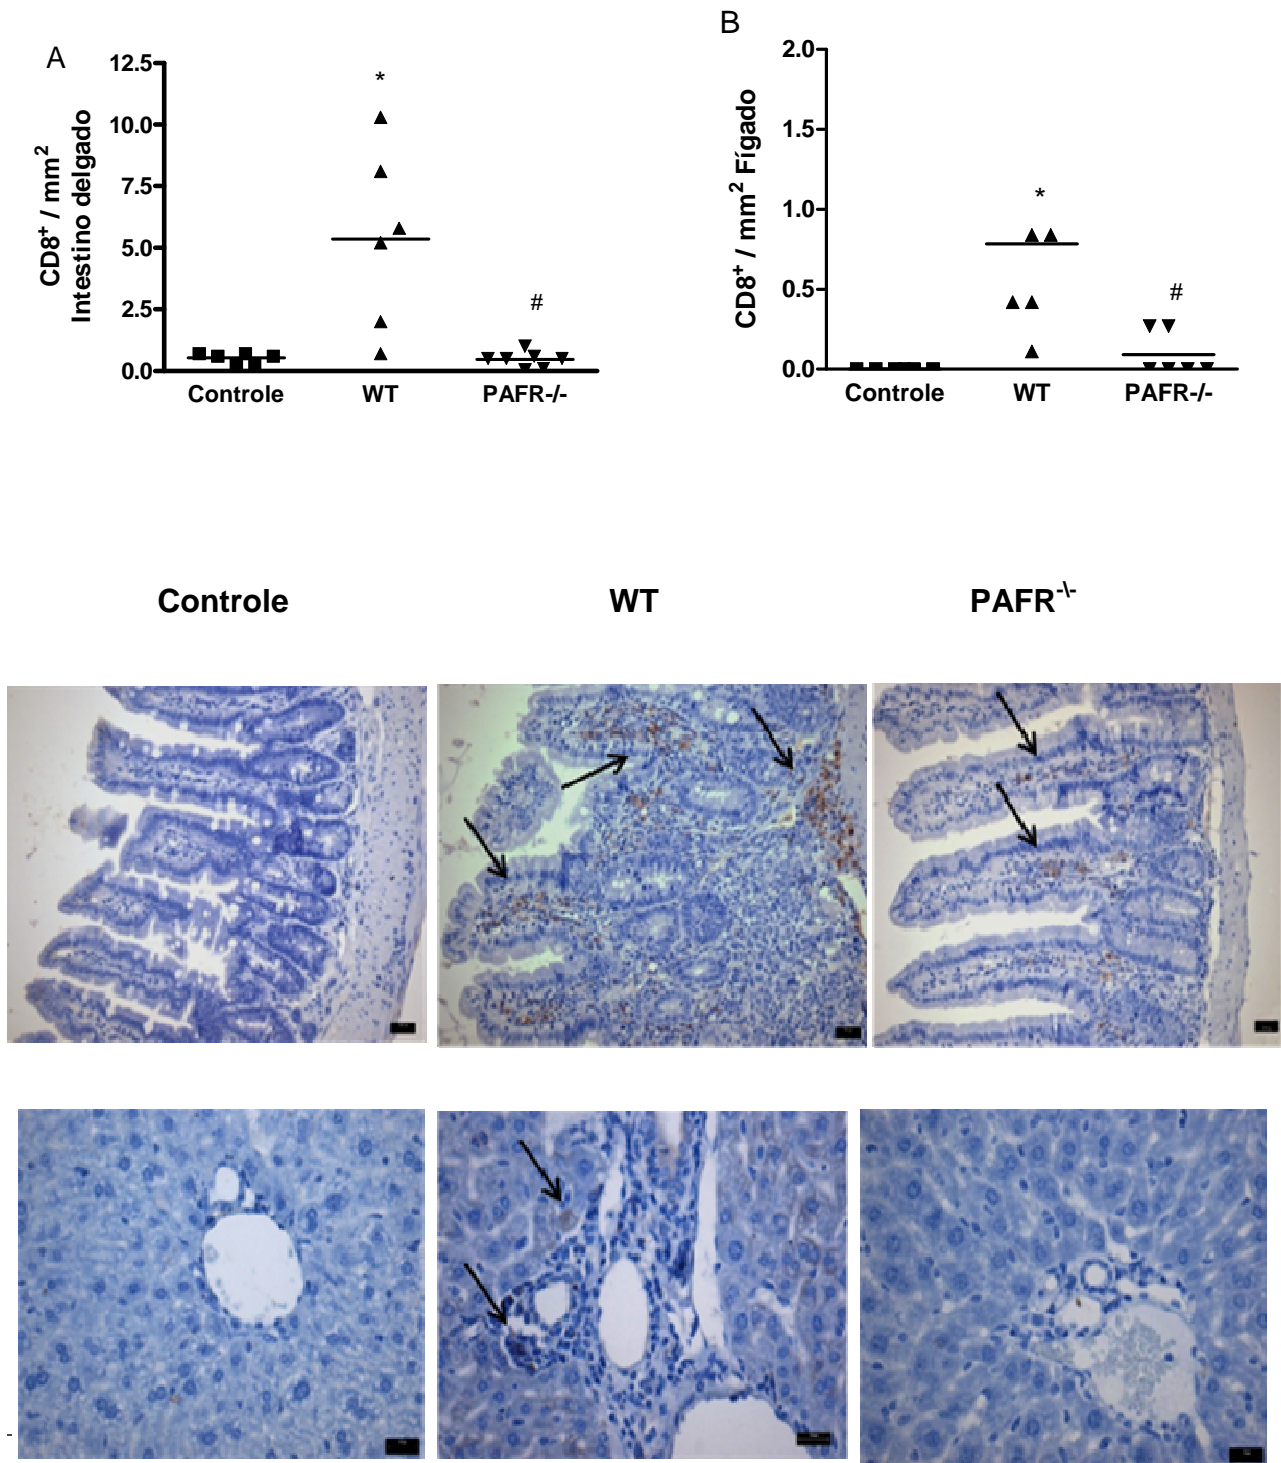 A
12.5
10.0
7.5
5.0
2.5
0.0
CD8+ / mm2
Intestino delgado
*
#
Controle WT PAFR-/-
B
2.0
1.5
1.0
0.5
0.0
CD8+ / mm2 Fígado
*
#
Controle WT PAFR-/-
Controle WT PAFR-\-